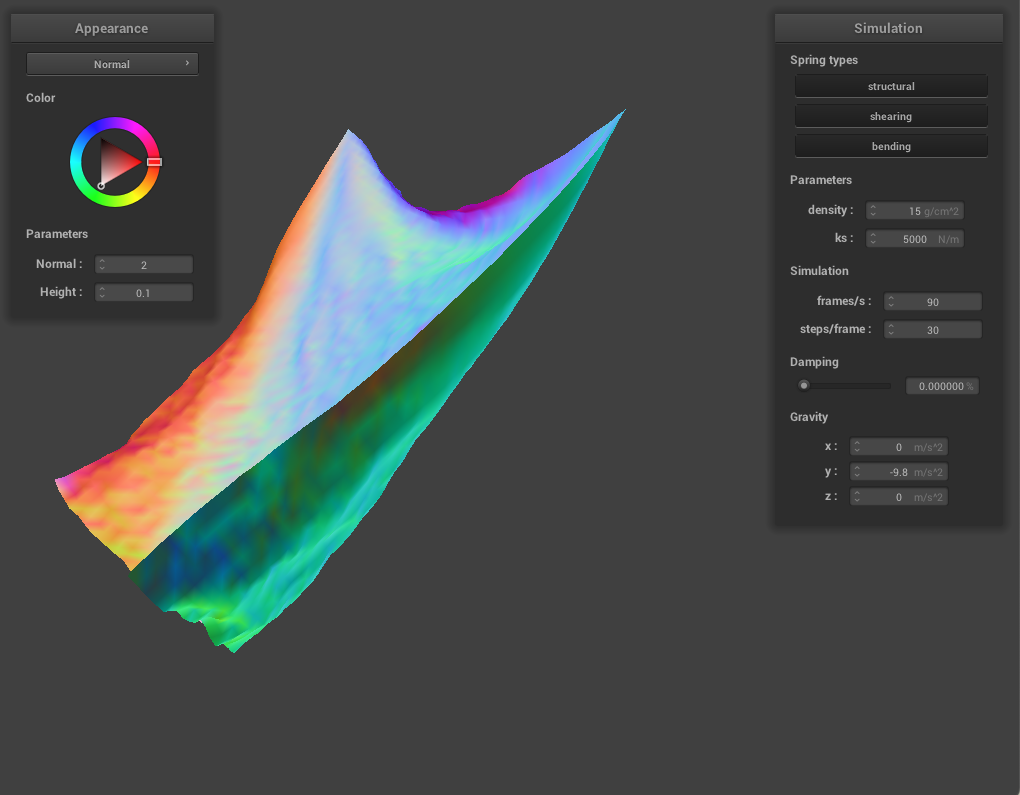 Appearance
Normal ›
Color
Parameters
Normal : 2
Height : 0.1
Simulation
Spring types
structural
shearing
bending
Parameters
density : 15 g/cm^2
ks : 5000 N/m
Simulation
frames/s : 90
steps/frame : 30
Damping
0.000000 %
Gravity
x : 0 m/s^2
y : -9.8 m/s^2
z : 0 m/s^2